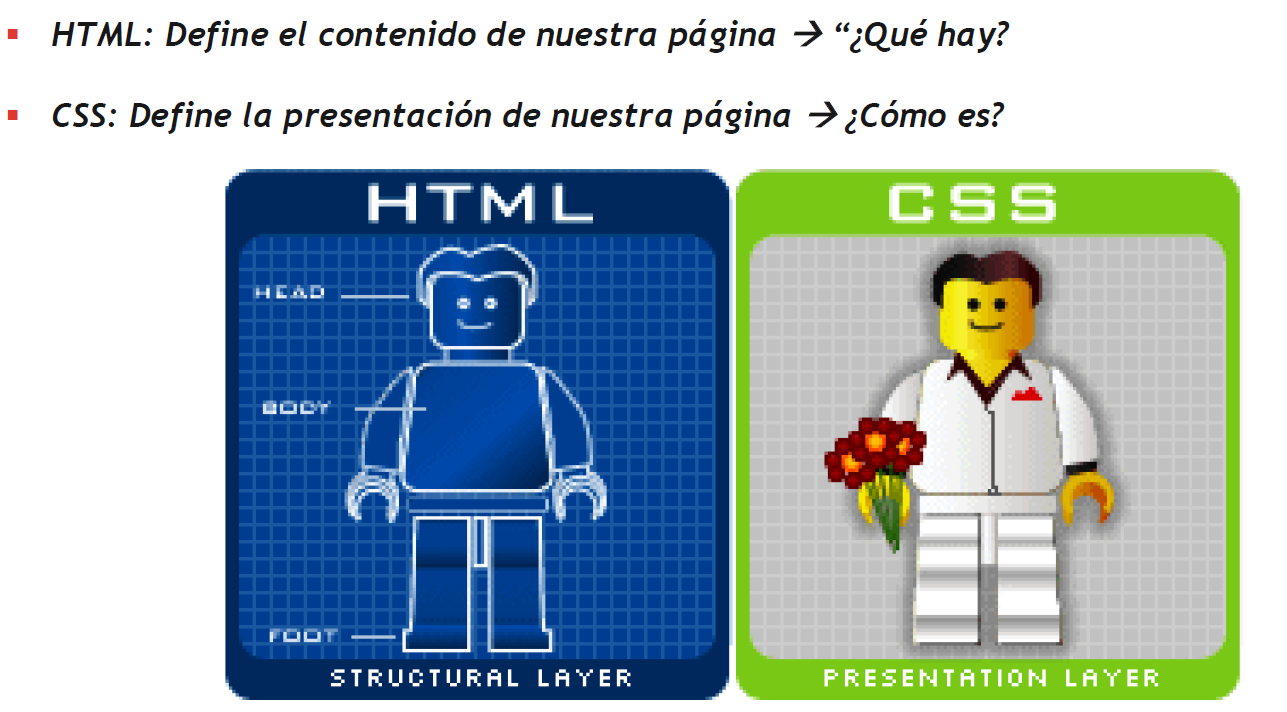 ▪ HTML: Define el contenido de nuestra página → “¿Qué hay?
▪ CSS: Define la presentación de nuestra página → ¿Cómo es?
HTML
HEAD
BODY
FOOT
STRUCTURAL LAYER
CSS
PRESENTATION LAYER